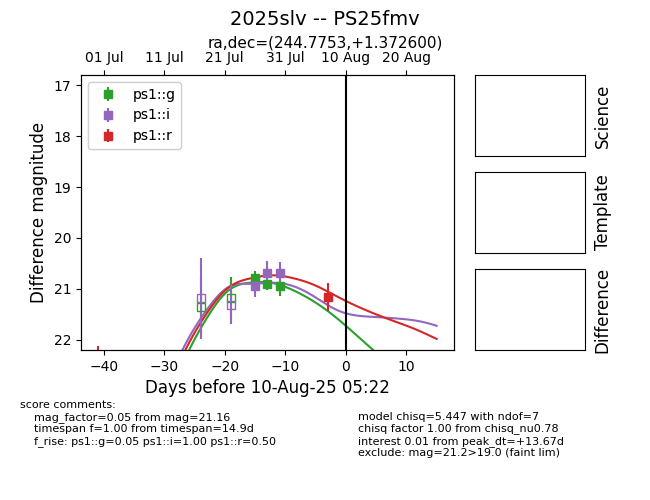 2025slv -- PS25fmv
ra,dec=(244.7753,+1.372600)
01 Jul 11 Jul 21 Jul 31 Jul 10 Aug 20 Aug
ps1::g
ps1::i
ps1::r
17
18
19
20
21
22
Difference magnitude
−40 −30 −20 −10 0 10
Days before 10-Aug-25 05:22
Science
Template
Difference
score comments:
mag_factor=0.05 from mag=21.16
timespan f=1.00 from timespan=14.9d
f_rise: ps1::g=0.05 ps1::i=1.00 ps1::r=0.50
model chisq=5.447 with ndof=7
chisq factor 1.00 from chisq_nu0.78
interest 0.01 from peak_dt=+13.67d
exclude: mag=21.2>19.0 (faint lim)